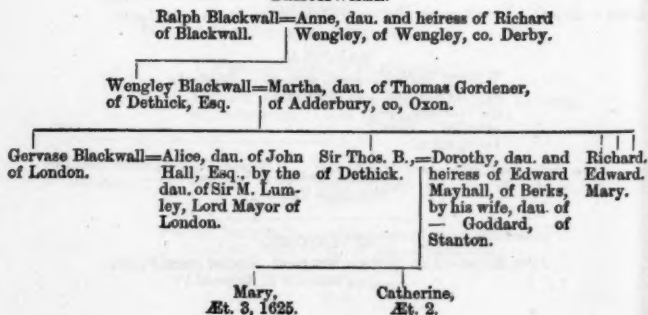 Ralph Blackwall=Anne, dau. and heiress of Richard
of Blackwall. Wengley, of Wengley, co. Derby.
Wengley Blackwall=Martha, dau. of Thomas Gordener,
of Dethick, Esq. of Adderbury, co, Oxon.
Gervase Blackwall=Alice, dau. of John
of London. Hall, Esq., by the
dau. of Sir M. Lum-
ley, Lord Mayor of
London.
Sir Thos. B.,=Dorothy, dau. and
of Dethick. heiress of Edward
Mayhall, of Berks,
by his wife, dau. of
— Goddard, of
Stanton.
Richard.
Edward.
Mary.
Mary,
Æt. 3, 1625.
Catherine,
Æt. 2.